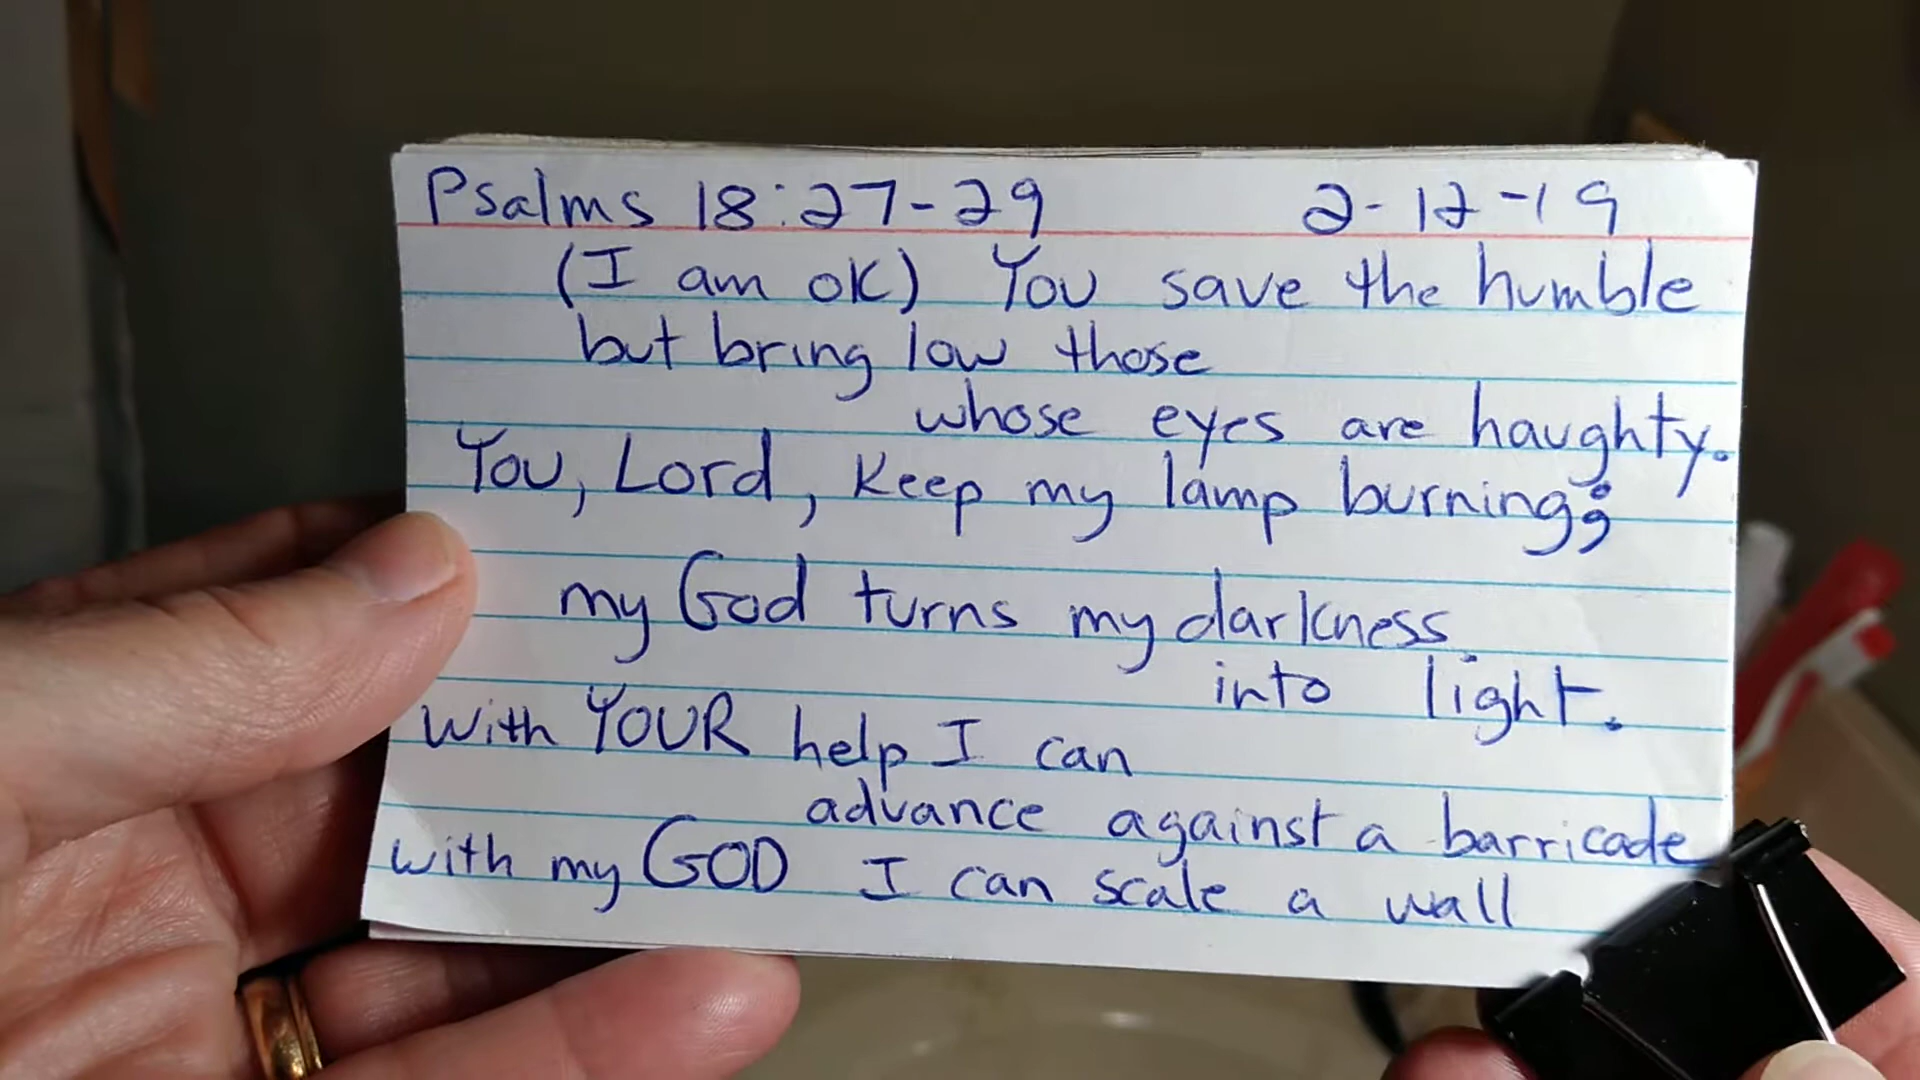 Psalms 18:27-29 2-12-19
(I am ok) You save the humble
but bring low those
whose eyes are haughty.
You, Lord, keep my lamp burning;
my God turns my darkness
into light.
With YOUR help I can
advance against a barricade
with my GOD I can scale a wall